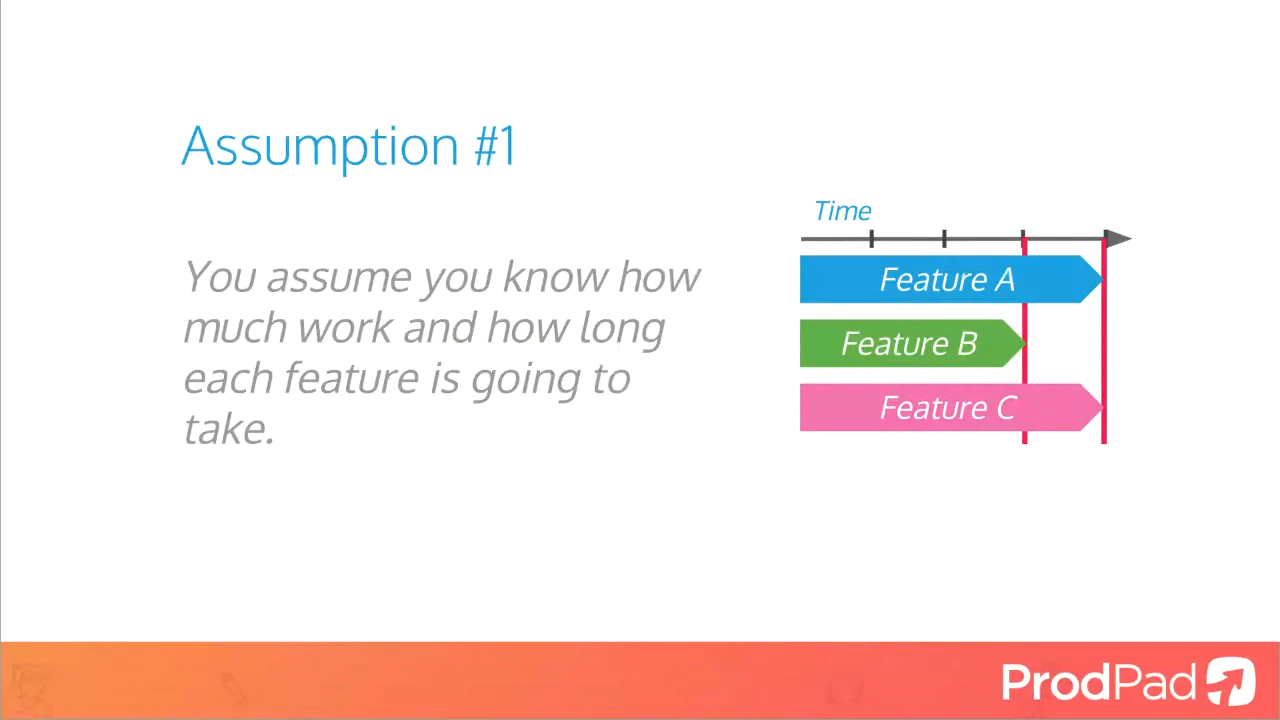 Assumption #1
You assume you know how
much work and how long
each feature is going to
take.
Time
Feature A
Feature B
Feature C
ProdPad